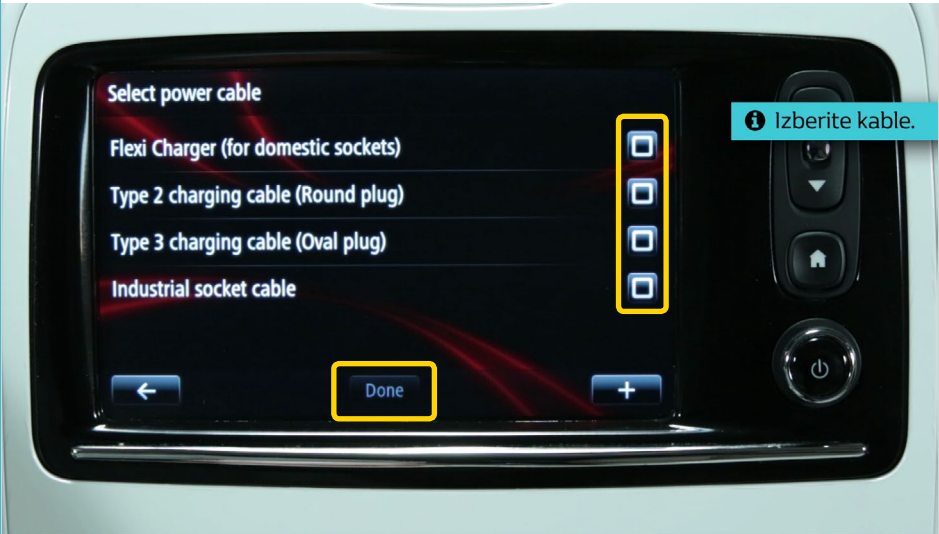 Select power cable
Izberite kable.
Flexi Charger (for domestic sockets)
Type 2 charging cable (Round plug)
Type 3 charging cable (Oval plug)
Industrial socket cable
Done